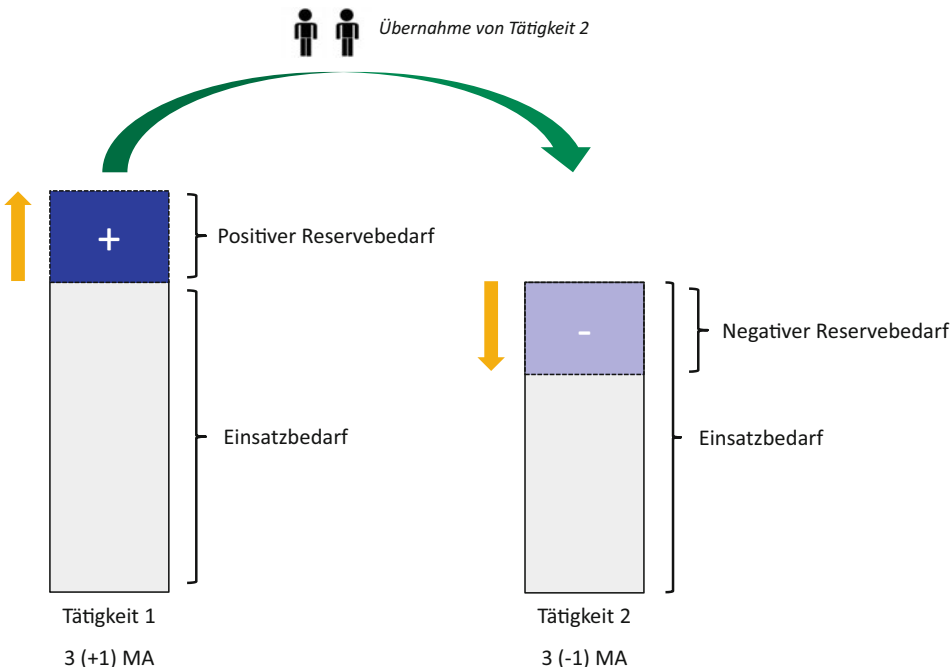 Übernahme von Tätigkeit 2
+
Positiver Reservebedarf
-
Negativer Reservebedarf
Einsatzbedarf
Einsatzbedarf
Tätigkeit 1
Tätigkeit 2
3 (+1) MA
3 (-1) MA